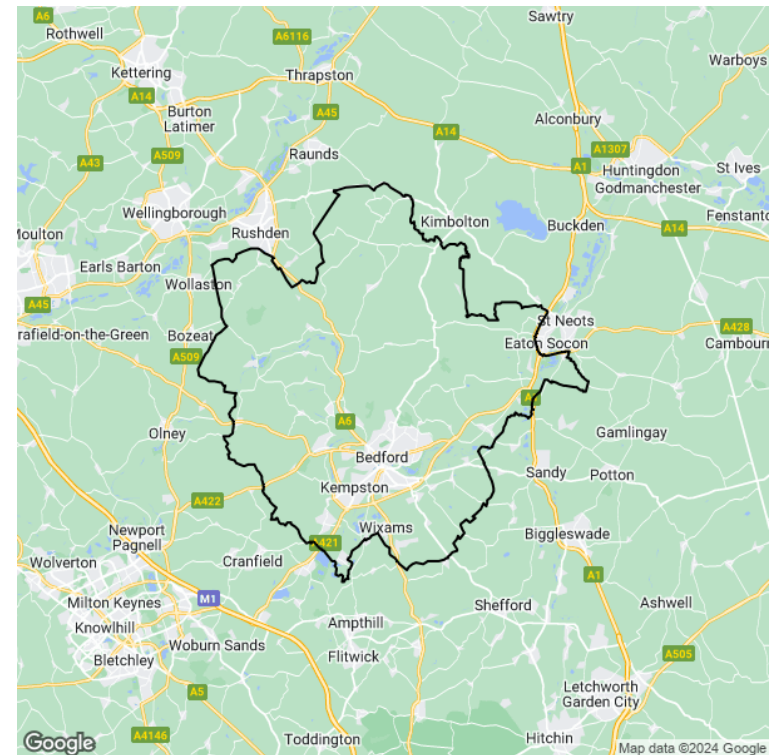 Sawtry
A6
Rothwell
A6116
Warboys
Kettering
Thrapston
A14
A45
Burton
Latimer
A14
Alconbury
A509
Raunds
A1307
A43
A1
Huntingdon
St Ives
Godmanchester
Wellingborough
Kimbolton
Fenstanto
Rushden
Buckden
A14
Moulton
Earls Barton
Wollaston
A45
St Neots
A428
rafield-on-the-Green
Bozeat
Eaton Socon
Cambourn
A509
A6
Olney
Gamlingay
Bedford
Sandy
Potton
Kempston
A422
Newport
Pagnell
Wixams
Biggleswade
A421
Wolverton
Cranfield
A1
M1
Milton Keynes
Shefford
Ashwell
Knowlhill
Ampthill
Woburn Sands
Flitwick
A505
Bletchley
A5
Letchworth
Garden City
A4146
Toddington
Hitchin
Google
Map data ©2024 Google